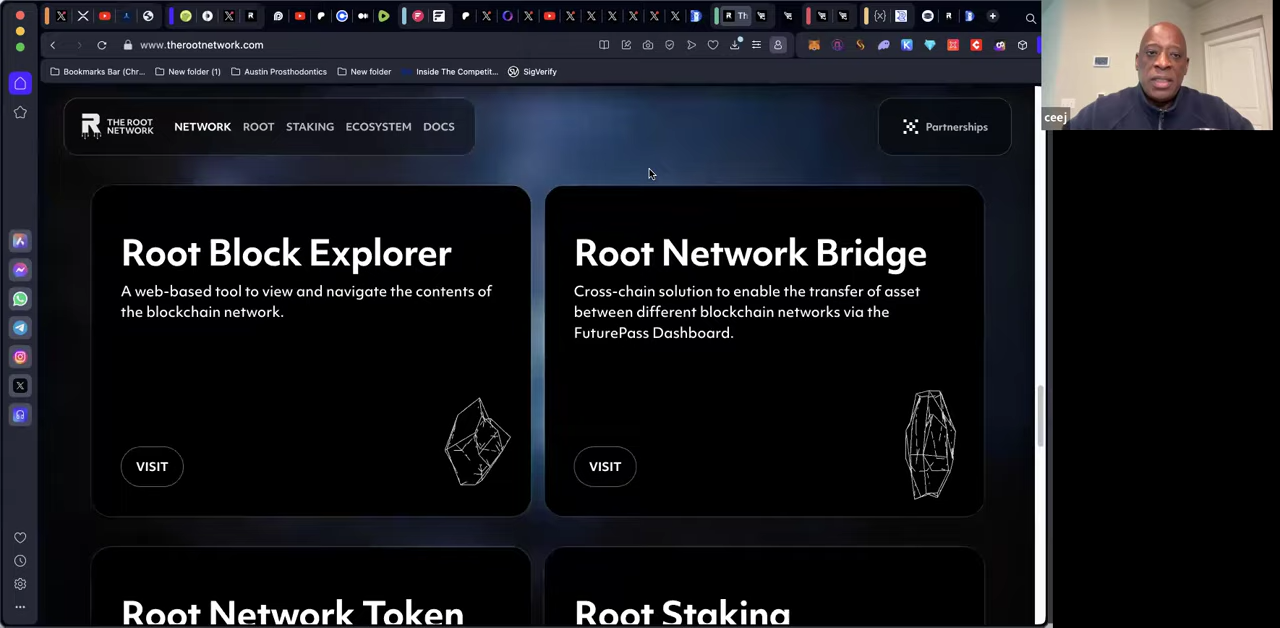 Th
www.therootnetwork.com
Bookmarks Bar (Chr...
New folder (1)
Austin Prosthodontics
New folder
Inside The Competit...
SigVerify
THE ROOT
NETWORK
NETWORK
ROOT
STAKING
ECOSYSTEM
DOCS
Partnerships
ceej
Root Block Explorer
A web-based tool to view and navigate the contents of
the blockchain network.
VISIT
Root Network Bridge
Cross-chain solution to enable the transfer of asset
between different blockchain networks via the
FuturePass Dashboard.
VISIT
Root Network Token
Root Staking